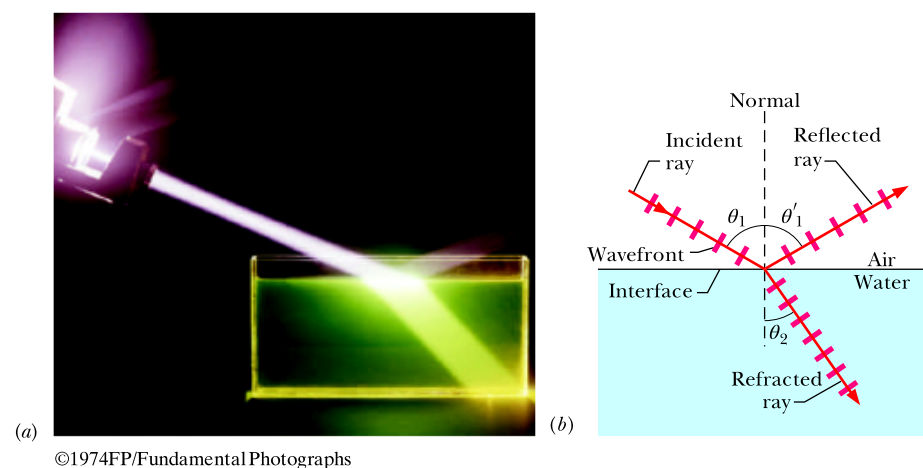 (a)
©1974FP/Fundamental Photographs
Normal
Incident
ray
Reflected
ray
θ₁
θ′₁
Wavefront
Air
Interface
Water
θ₂
Refracted
ray
(b)